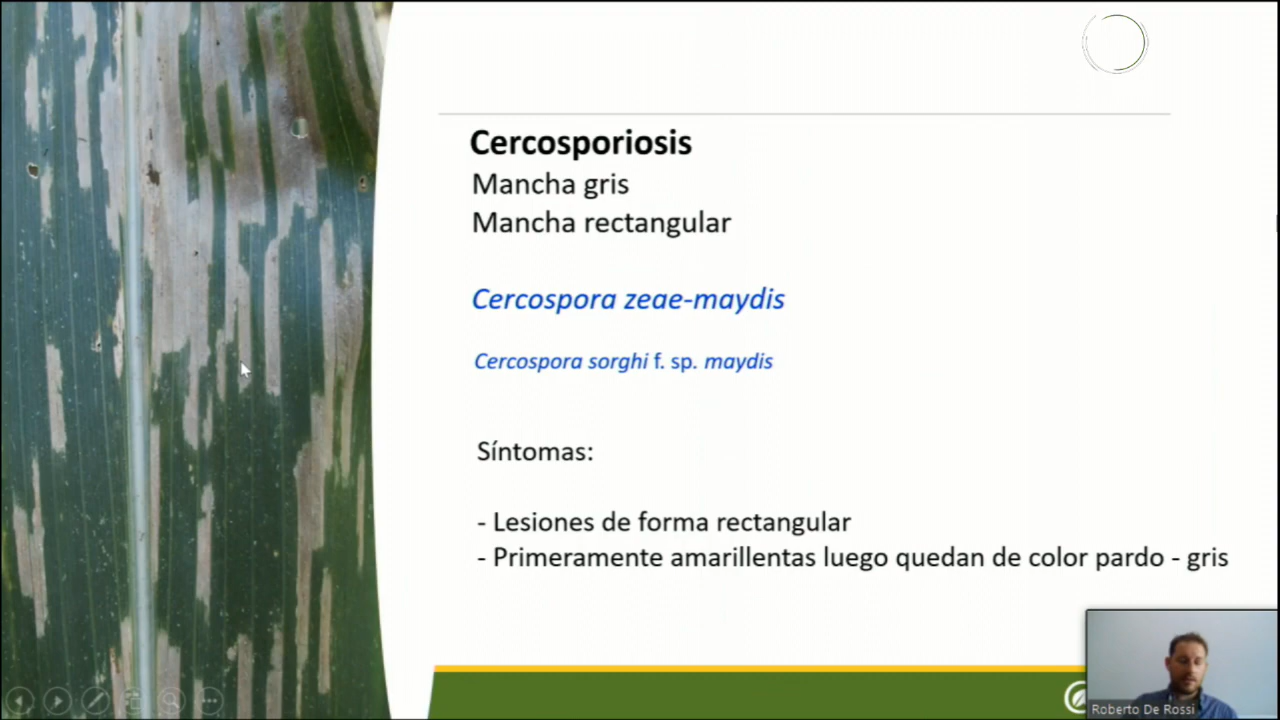 Cercosporiosis
Mancha gris
Mancha rectangular
Cercospora zeae-maydis
Cercospora sorghi f. sp. maydis
Síntomas:
- Lesiones de forma rectangular
- Primeramente amarillentas luego quedan de color pardo - gris
Roberto De Rossi